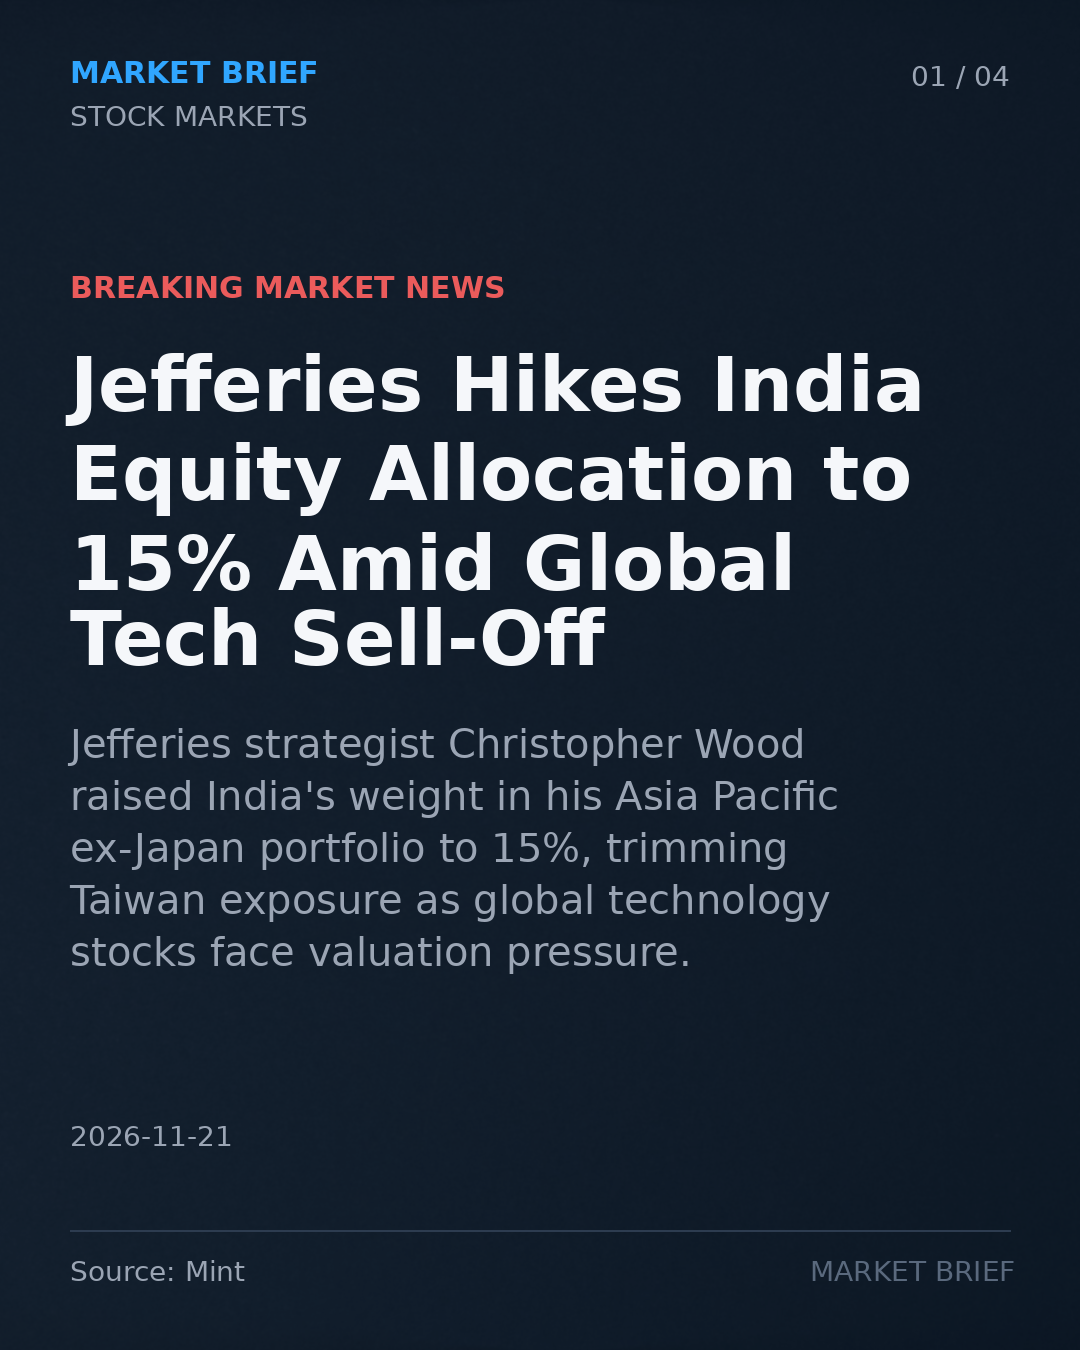 MARKET BRIEF
01 / 04
STOCK MARKETS
BREAKING MARKET NEWS
Jefferies Hikes India
Equity Allocation to
15% Amid Global
Tech Sell-Off
Jefferies strategist Christopher Wood
raised India's weight in his Asia Pacific
ex-Japan portfolio to 15%, trimming
Taiwan exposure as global technology
stocks face valuation pressure.
2026-11-21
Source: Mint
MARKET BRIEF